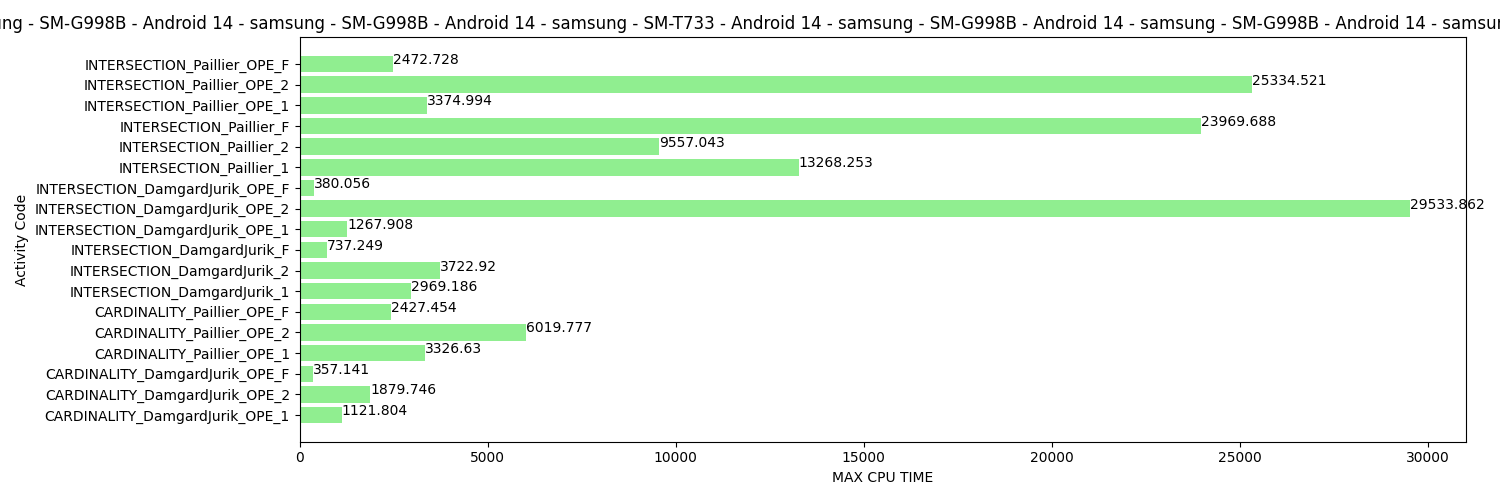 - SM-G998B - Android 14 - samsung - SM-G998B - Android 14 - samsung - SM-T733 - Android 14 - samsung - SM-G998B - Android 14 - samsung - SM-G998B - Android 14 -
INTERSECTION_Paillier_OPE_F 2472.728
INTERSECTION_Paillier_OPE_2 25334.521
INTERSECTION_Paillier_OPE_1 3374.994
INTERSECTION_Paillier_F 23969.688
INTERSECTION_Paillier_2 9557.043
INTERSECTION_Paillier_1 13268.253
INTERSECTION_DamgardJurik_OPE_F 380.056
INTERSECTION_DamgardJurik_OPE_2 29533.862
INTERSECTION_DamgardJurik_OPE_1 1267.908
INTERSECTION_DamgardJurik_F 737.249
INTERSECTION_DamgardJurik_2 3722.92
INTERSECTION_DamgardJurik_1 2969.186
CARDINALITY_Paillier_OPE_F 2427.454
CARDINALITY_Paillier_OPE_2 6019.777
CARDINALITY_Paillier_OPE_1 3326.63
CARDINALITY_DamgardJurik_OPE_F 357.141
CARDINALITY_DamgardJurik_OPE_2 1879.746
CARDINALITY_DamgardJurik_OPE_1 1121.804
Activity Code
0 5000 10000 15000 20000 25000 30000
MAX CPU TIME